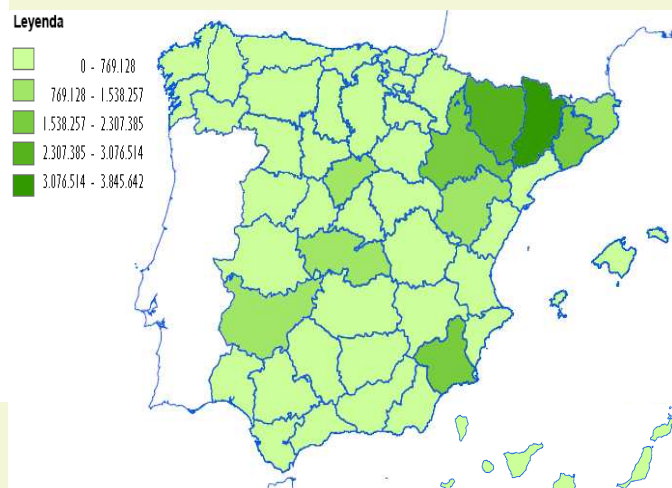 Leyenda
0 - 769.128
769.128 - 1.538.257
1.538.257 - 2.307.385
2.307.385 - 3.076.514
3.076.514 - 3.845.642